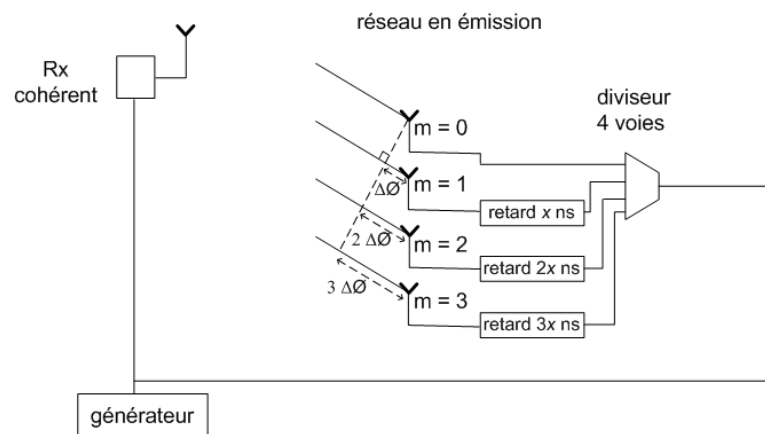 réseau en émission
Rx
cohérent
diviseur
4 voies
m = 0
m = 1
ΔØ
retard x ns
m = 2
2 ΔØ
retard 2x ns
m = 3
3 ΔØ
retard 3x ns
générateur